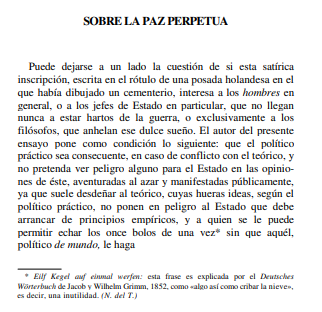 SOBRE LA PAZ PERPETUA
Puede dejarse a un lado la cuestión de si esta satírica
inscripción, escrita en el rótulo de una posada holandesa en el
que había dibujado un cementerio, interesa a los hombres en
general, o a los jefes de Estado en particular, que no llegan
nunca a estar hartos de la guerra, o exclusivamente a los
filósofos, que anhelan ese dulce sueño. El autor del presente
ensayo pone como condición lo siguiente: que el político
práctico sea consecuente, en caso de conflicto con el teórico, y
no pretenda ver peligro alguno para el Estado en las opinio-
nes de éste, aventuradas al azar y manifestadas públicamente,
ya que suele desdeñar al teórico, cuyas hueras ideas, según el
político práctico, no ponen en peligro al Estado que debe
arrancar de principios empíricos, y a quien se le puede
permitir echar los once bolos de una vez* sin que aquél,
político de mundo, le haga
* Eilf Kegel auf einmal werfen: esta frase es explicada por el Deutsches
Wörterbuch de Jacob y Wilhelm Grimm, 1852, como «algo así como cribar la nieve»,
es decir, una inutilidad. (N. del T.)